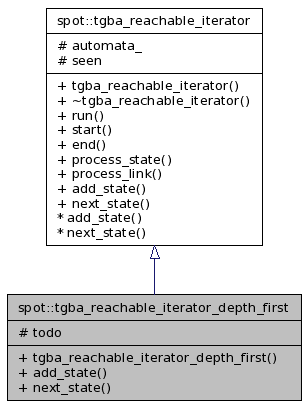 spot::tgba_reachable_iterator
# automata_
# seen
+ tgba_reachable_iterator()
+ ~tgba_reachable_iterator()
+ run()
+ start()
+ end()
+ process_state()
+ process_link()
+ add_state()
+ next_state()
* add_state()
* next_state()
spot::tgba_reachable_iterator_depth_first
# todo
+ tgba_reachable_iterator_depth_first()
+ add_state()
+ next_state()